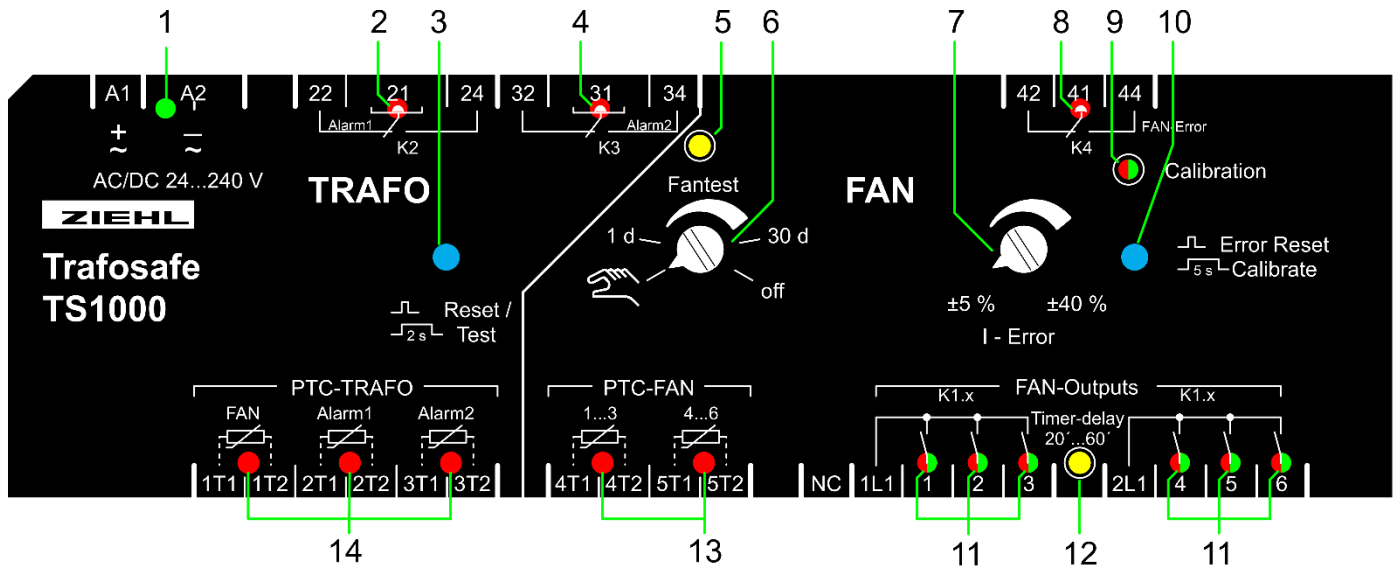 1 2 3 4 5 6 7 8 9 10
A1 A2 22 21 24 32 31 34 42 41 44
+ – Alarm1 Alarm2 FAN-Error
~ ~ K2 K3 K4
AC/DC 24...240 V TRAFO Fantest FAN Calibration
ZIEHL
1 d 30 d Error Reset
Trafosafe 5 s Calibrate
TS1000 off
Reset / ±5 % ±40 %
2 s Test I - Error
PTC-TRAFO PTC-FAN FAN-Outputs
K1.x K1.x
FAN Alarm1 Alarm2 1...3 4...6 Timer-delay
20´...60´
1T1 1T2 2T1 2T2 3T1 3T2 4T1 4T2 5T1 5T2 NC 1L1 1 2 3 2L1 4 5 6
14 13 11 12 11